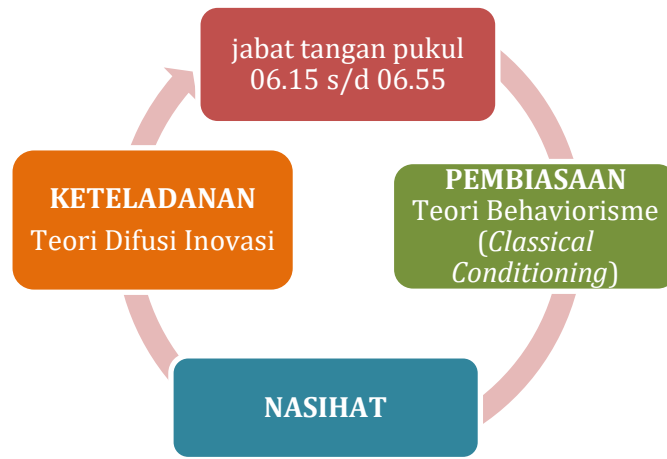 jabat tangan pukul
06.15 s/d 06.55
KETELADANAN
Teori Difusi Inovasi
PEMBIASAAN
Teori Behaviorisme
(Classical
Conditioning)
NASIHAT